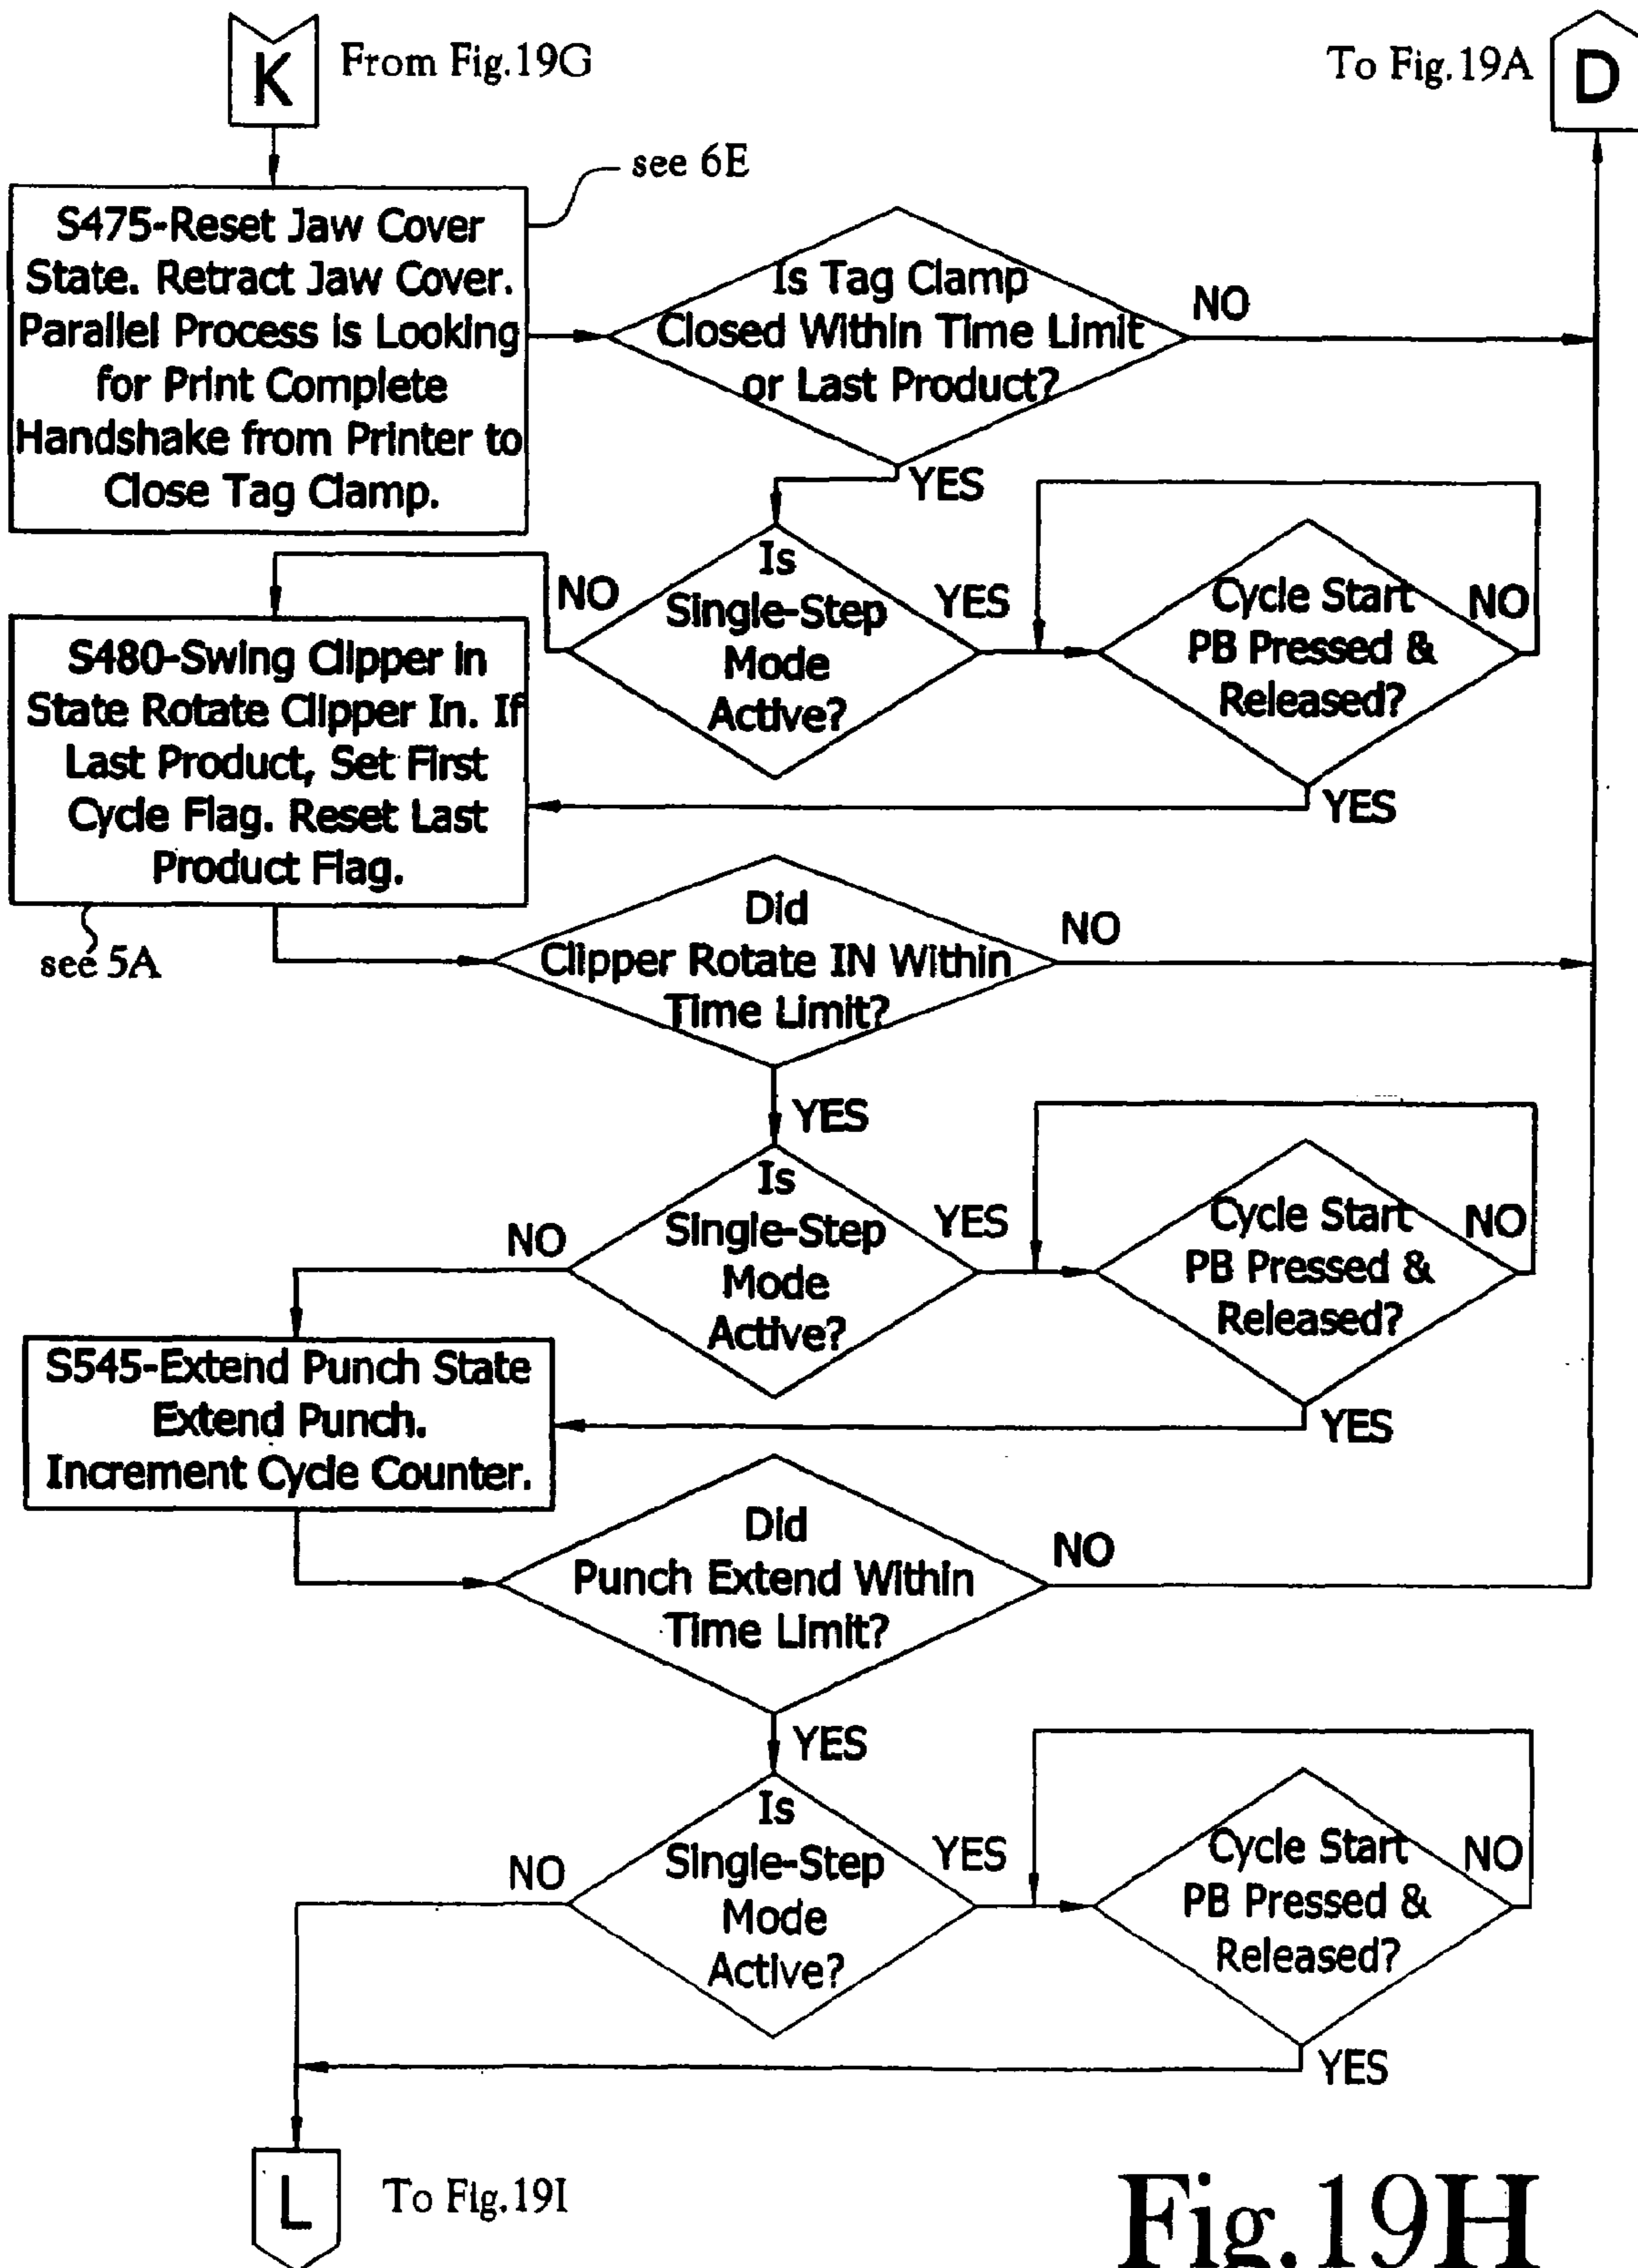 K
From Fig.19G
To Fig.19A
D
see 6E
S475-Reset Jaw Cover
State. Retract Jaw Cover.
Parallel Process is Looking
for Print Complete
Handshake from Printer to
Close Tag Clamp.
Is Tag Clamp
Closed Within Time Limit
or Last Product?
NO
YES
Is
Single-Step
Mode
Active?
NO
YES
Cycle Start
PB Pressed &
Released?
NO
YES
S480-Swing Clipper in
State Rotate Clipper In. If
Last Product, Set First
Cycle Flag. Reset Last
Product Flag.
see 5A
Did
Clipper Rotate IN Within
Time Limit?
NO
YES
Is
Single-Step
Mode
Active?
NO
YES
Cycle Start
PB Pressed &
Released?
NO
YES
S545-Extend Punch State
Extend Punch.
Increment Cycle Counter.
Did
Punch Extend Within
Time Limit?
NO
YES
Is
Single-Step
Mode
Active?
NO
YES
Cycle Start
PB Pressed &
Released?
NO
YES
L
To Fig.19I
Fig.19H